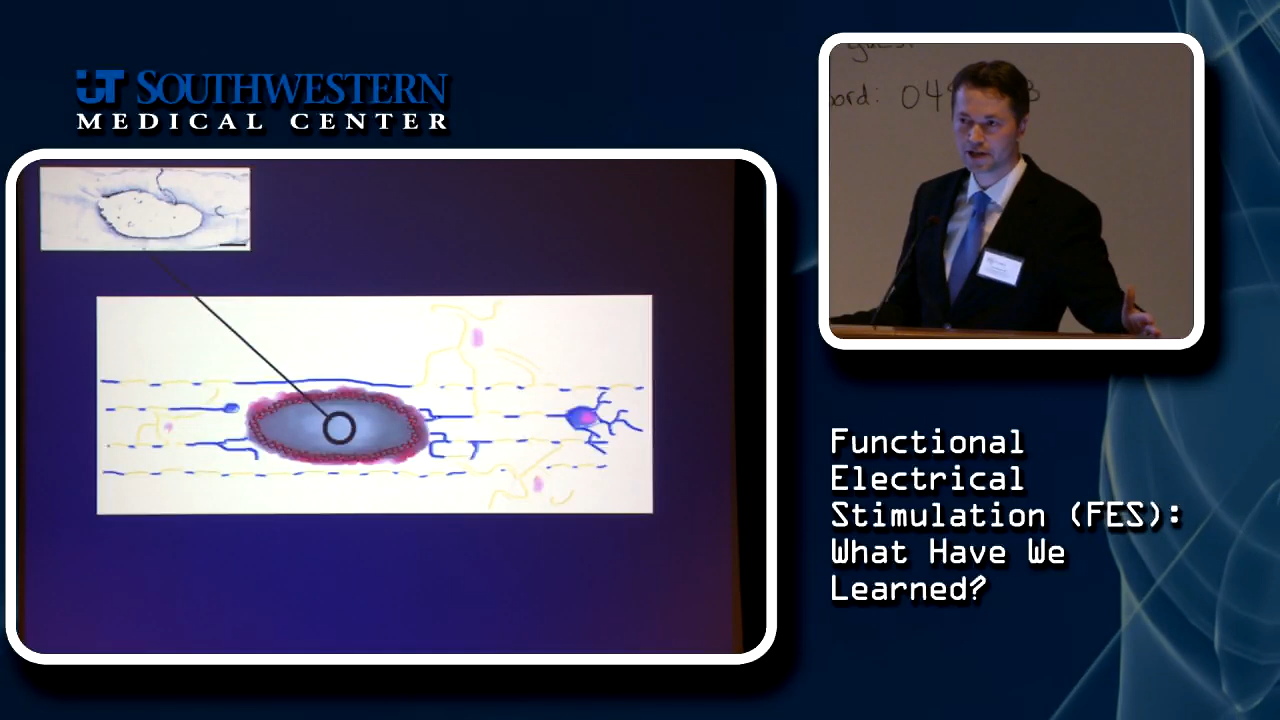 UT SOUTHWESTERN
MEDICAL CENTER
Functional
Electrical
Stimulation (FES):
What Have We
Learned?